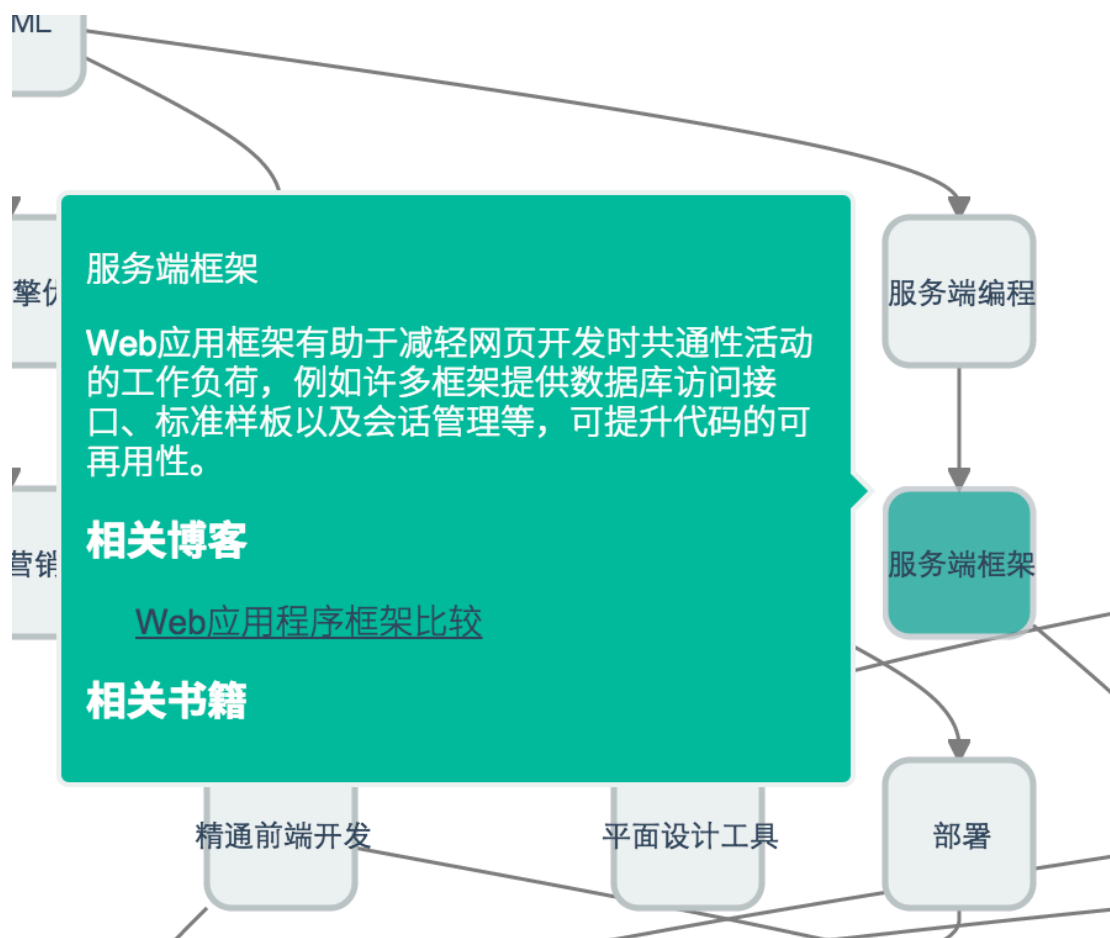 ML
服务端编程
擎优
服务端框架
Web应用框架有助于减轻网页开发时共通性活动
的工作负荷，例如许多框架提供数据库访问接
口、标准样板以及会话管理等，可提升代码的可
再用性。
相关博客
Web应用程序框架比较
相关书籍
营销
服务端框架
精通前端开发
平面设计工具
部署